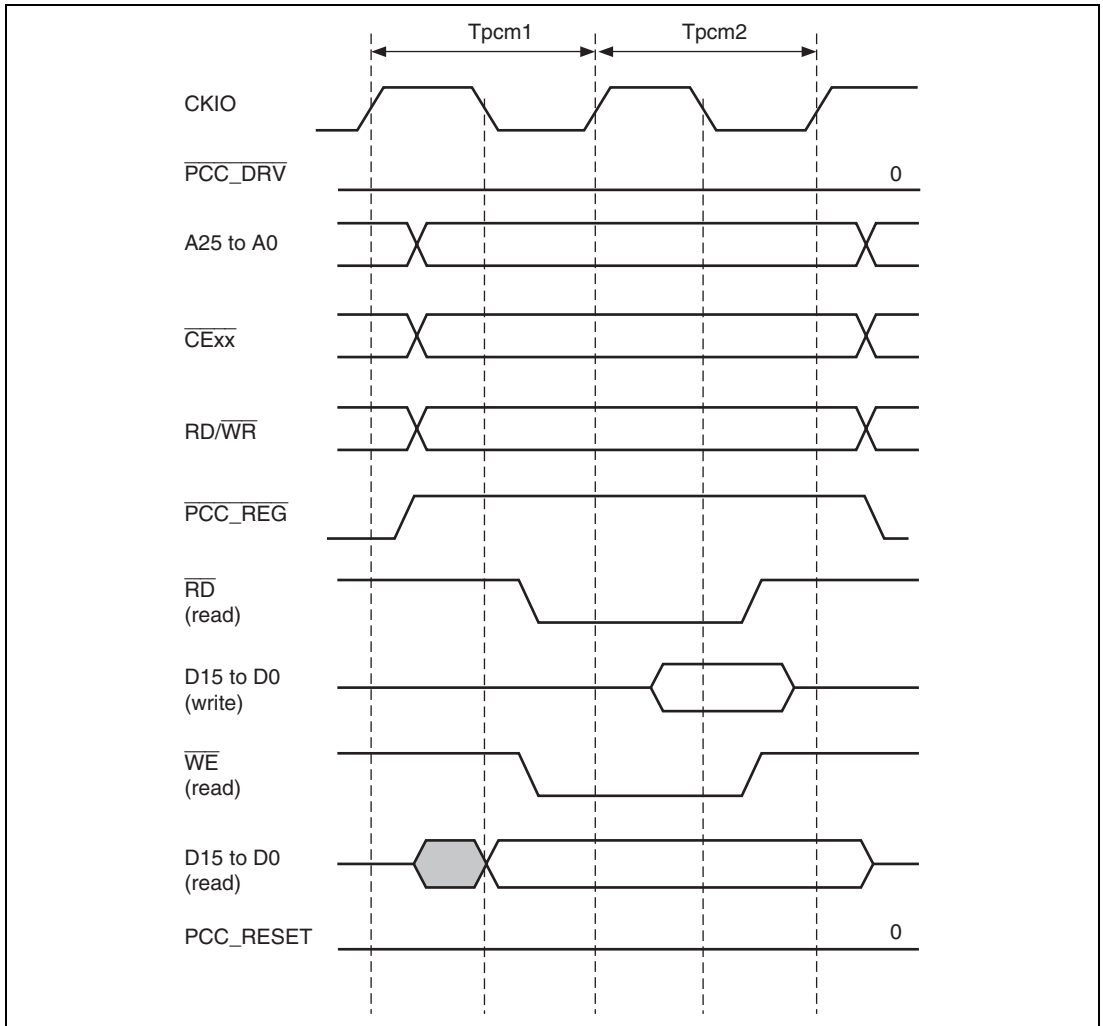 Tpcm1 Tpcm2
CKIO
PCC_DRV 0
A25 to A0
CExx
RD/WR
PCC_REG
RD
(read)
D15 to D0
(write)
WE
(read)
D15 to D0
(read)
PCC_RESET 0